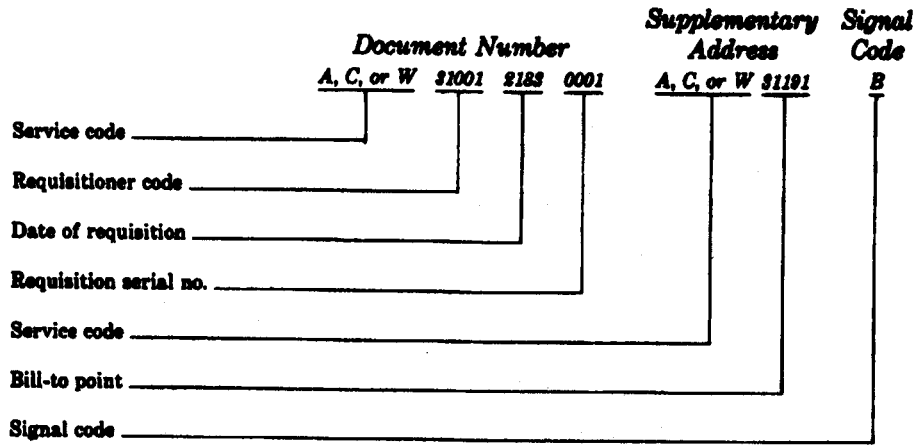 Supplementary Signal
Document Number Address Code
A, C, or W 31001 2183 0001 A, C, or W 31191 B
Service code
Requisitioner code
Date of requisition
Requisition serial no.
Service code
Bill-to point
Signal code